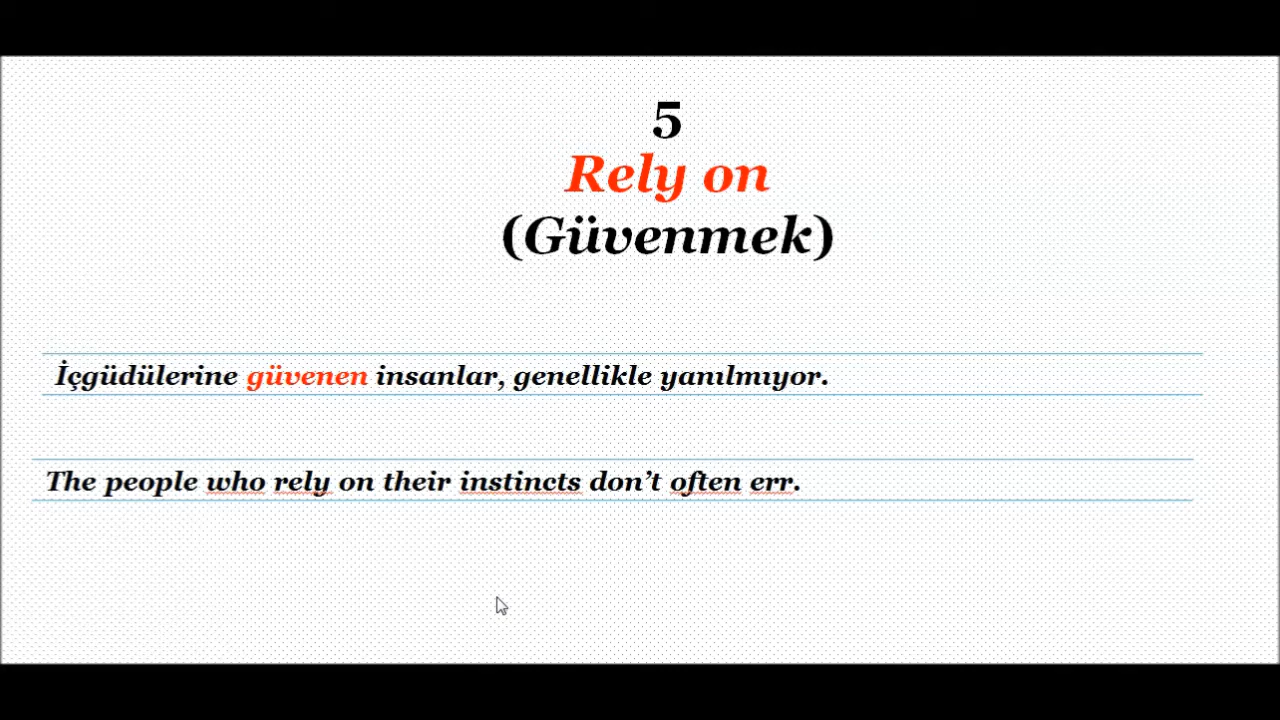 5
Rely on
(Güvenmek)
İçgüdülerine güvenen insanlar, genellikle yanılmıyor.
The people who rely on their instincts don’t often err.